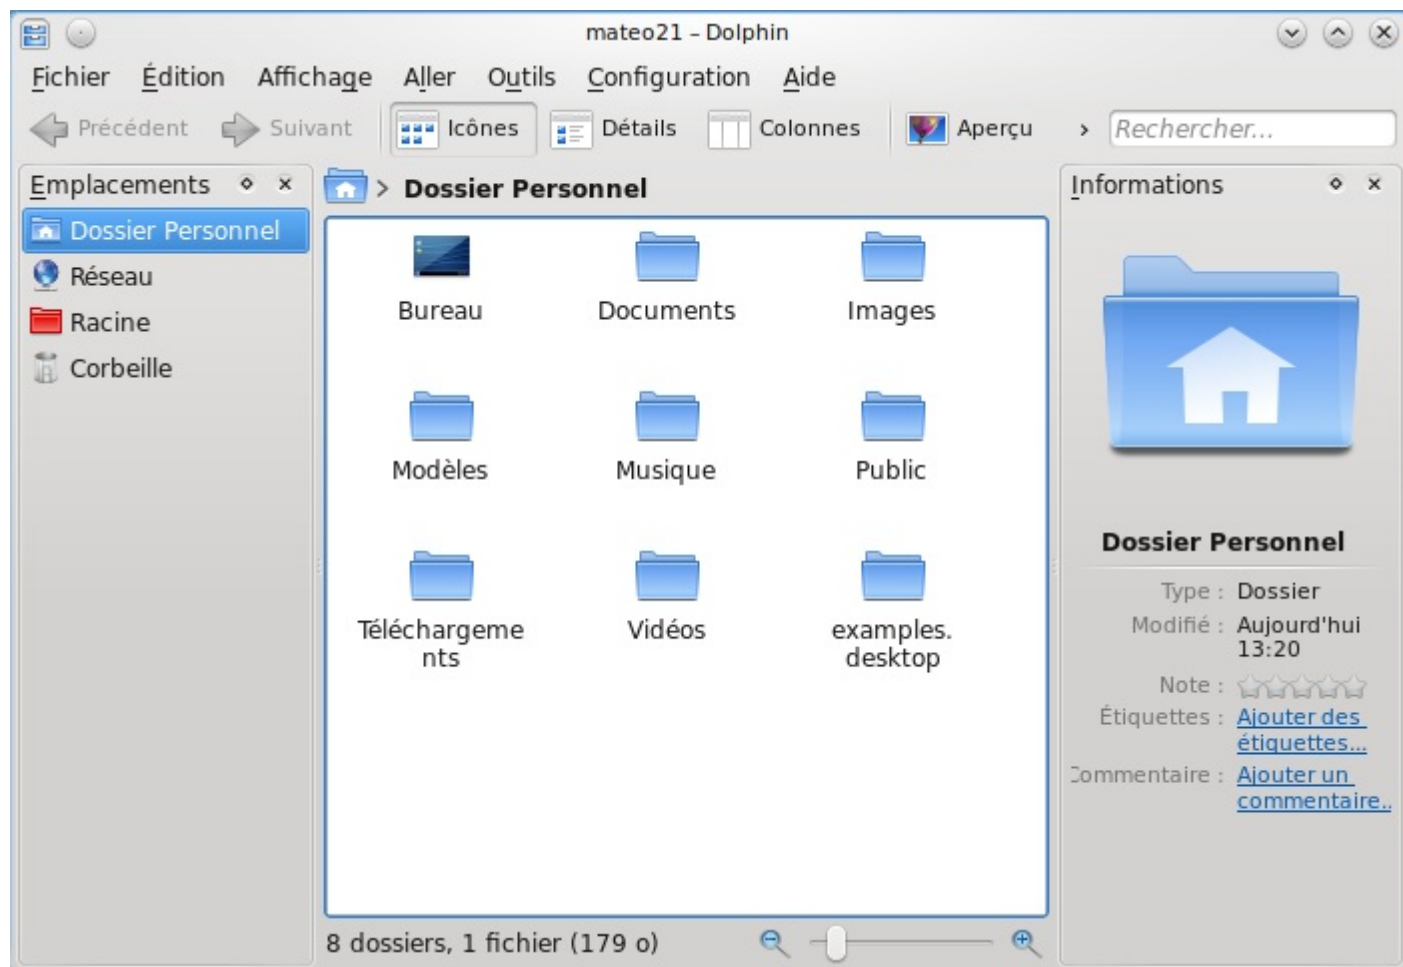 mateo21 – Dolphin
Fichier Édition Affichage Aller Outils Configuration Aide
Précédent Suivant Icônes Détails Colonnes Aperçu › Rechercher...
Emplacements
Dossier Personnel
Réseau
Racine
Corbeille
> Dossier Personnel
Bureau Documents Images
Modèles Musique Public
Téléchargeme Vidéos examples.
nts desktop
8 dossiers, 1 fichier (179 o)
Informations
Dossier Personnel
Type : Dossier
Modifié : Aujourd'hui
13:20
Note :
Étiquettes : Ajouter des
étiquettes...
Commentaire : Ajouter un
commentaire..